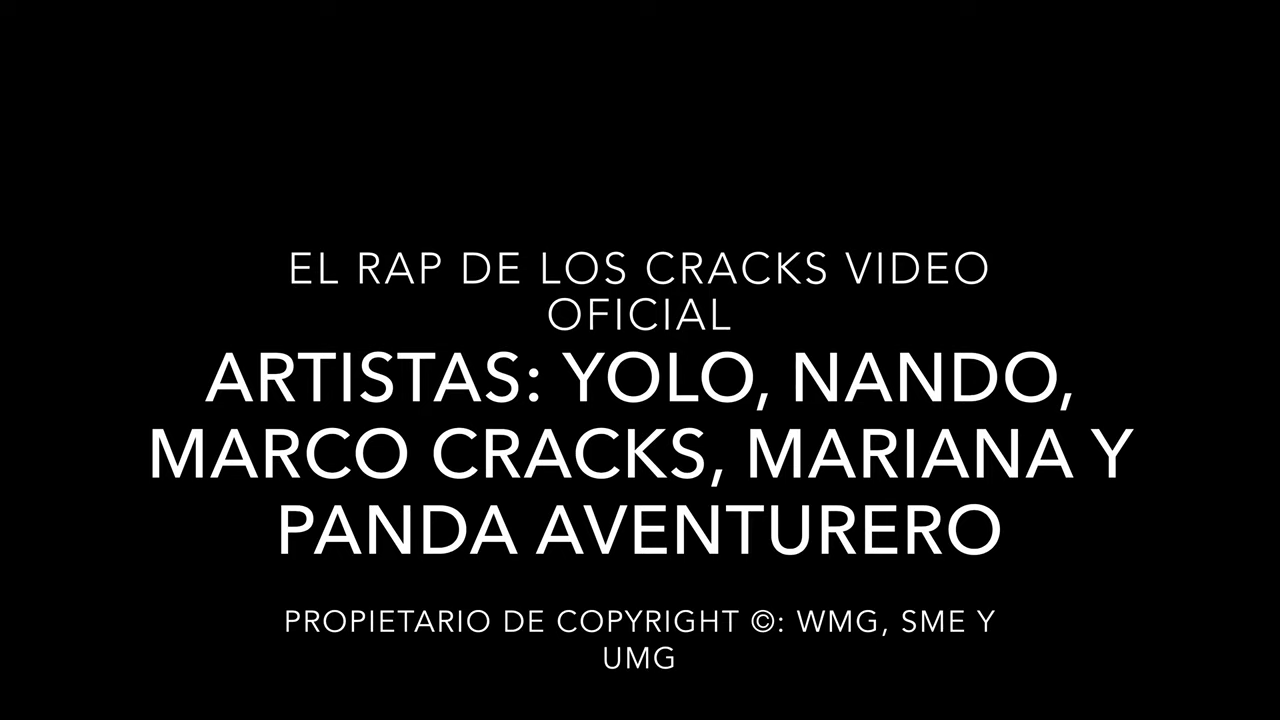 EL RAP DE LOS CRACKS VIDEO
OFICIAL
ARTISTAS: YOLO, NANDO,
MARCO CRACKS, MARIANA Y
PANDA AVENTURERO
PROPIETARIO DE COPYRIGHT ©: WMG, SME Y
UMG